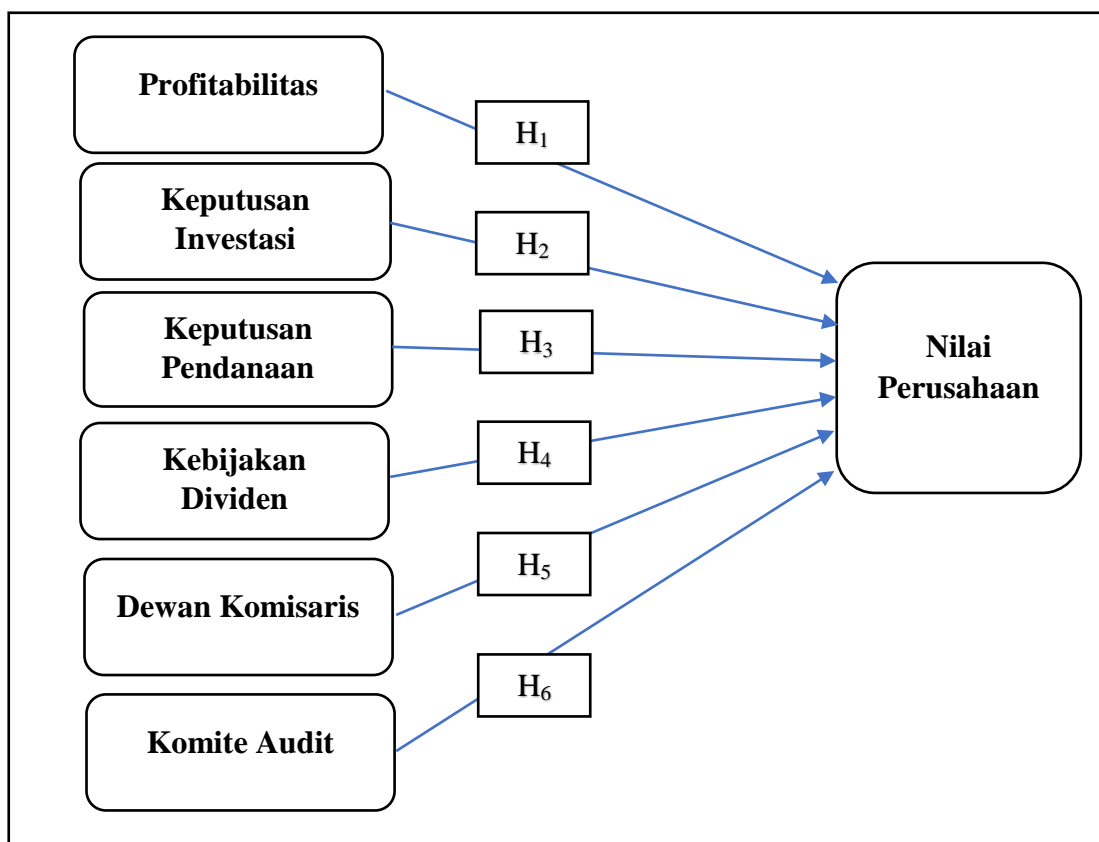 Profitabilitas
H₁
Keputusan
Investasi
H₂
Keputusan
Pendanaan
H₃
Kebijakan
Dividen
H₄
Dewan Komisaris
H₅
Komite Audit
H₆
Nilai
Perusahaan